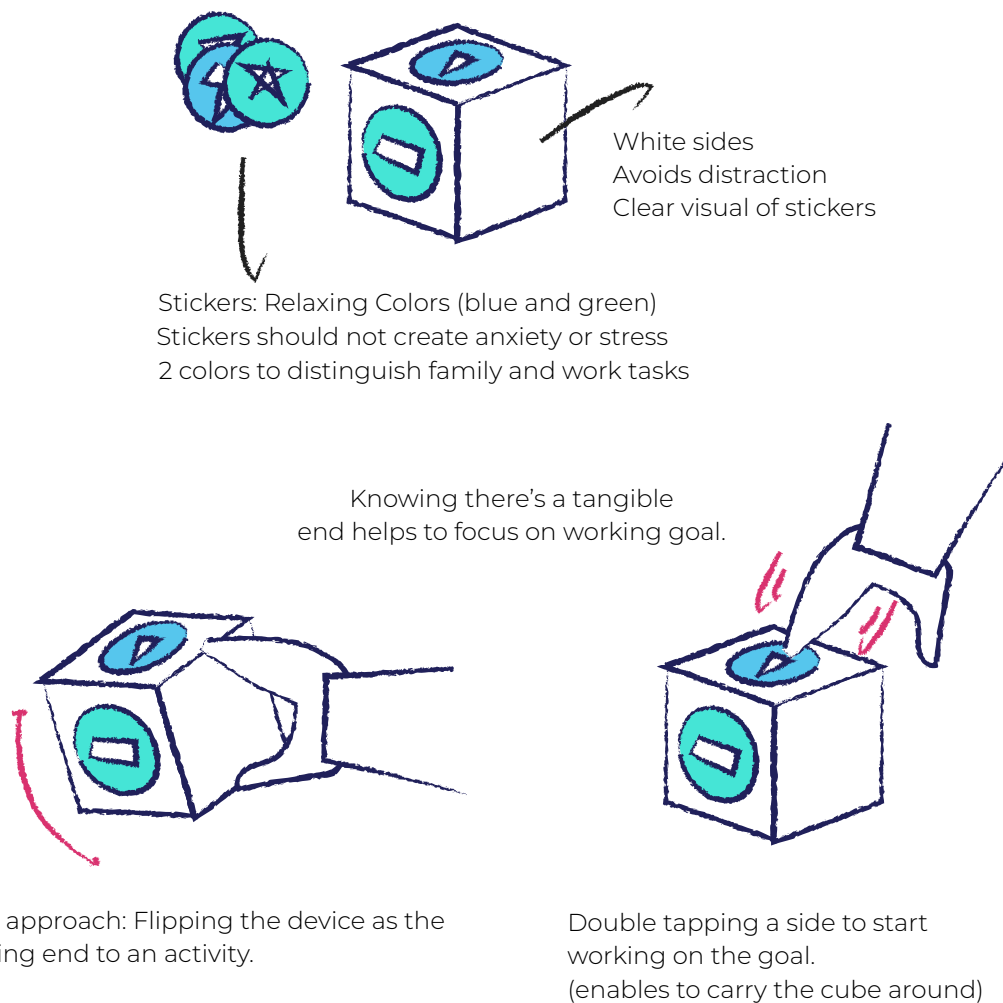 White sides
Avoids distraction
Clear visual of stickers
Stickers: Relaxing Colors (blue and green)
Stickers should not create anxiety or stress
2 colors to distinguish family and work tasks
Knowing there’s a tangible
end helps to focus on working goal.
approach: Flipping the device as the
end to an activity.
Double tapping a side to start
working on the goal.
(enables to carry the cube around)